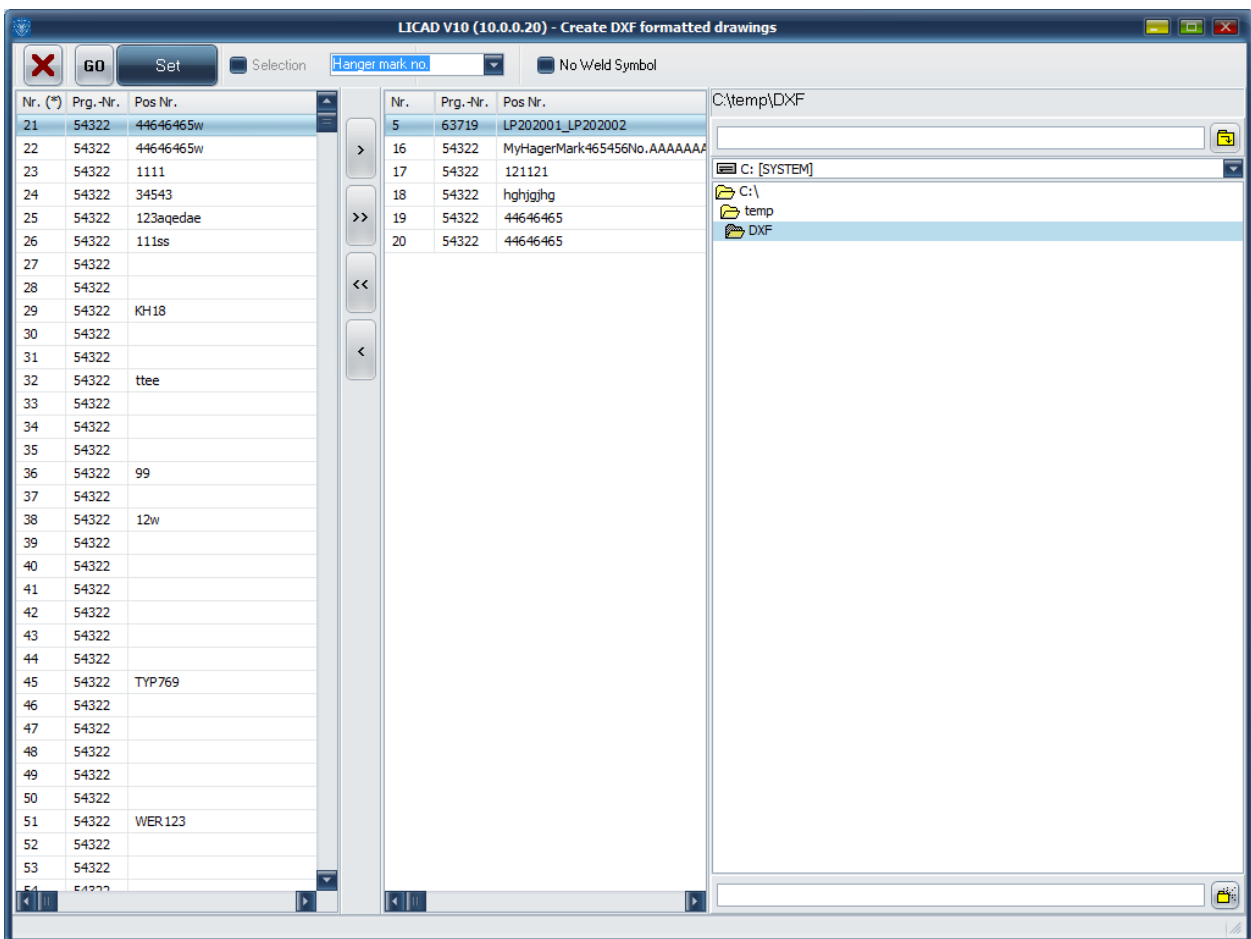 LICAD V10 (10.0.0.20) - Create DXF formatted drawings
GO Set Selection Hanger mark no. No Weld Symbol
Nr. (*) Prg.-Nr. Pos Nr.
21 54322 44646465w
22 54322 44646465w
23 54322 1111
24 54322 34543
25 54322 123aqedae
26 54322 111ss
27 54322
28 54322
29 54322 KH18
30 54322
31 54322
32 54322 ttee
33 54322
34 54322
35 54322
36 54322 99
37 54322
38 54322 12w
39 54322
40 54322
41 54322
42 54322
43 54322
44 54322
45 54322 TYP769
46 54322
47 54322
48 54322
49 54322
50 54322
51 54322 WER123
52 54322
53 54322
54 54322
>
>>
<<
<
Nr. Prg.-Nr. Pos Nr.
5 63719 LP202001_LP202002
16 54322 MyHagerMark465456No.AAAAAAA
17 54322 121121
18 54322 hghjgjhg
19 54322 44646465
20 54322 44646465
C:\temp\DXF
C: [SYSTEM]
C:\
temp
DXF